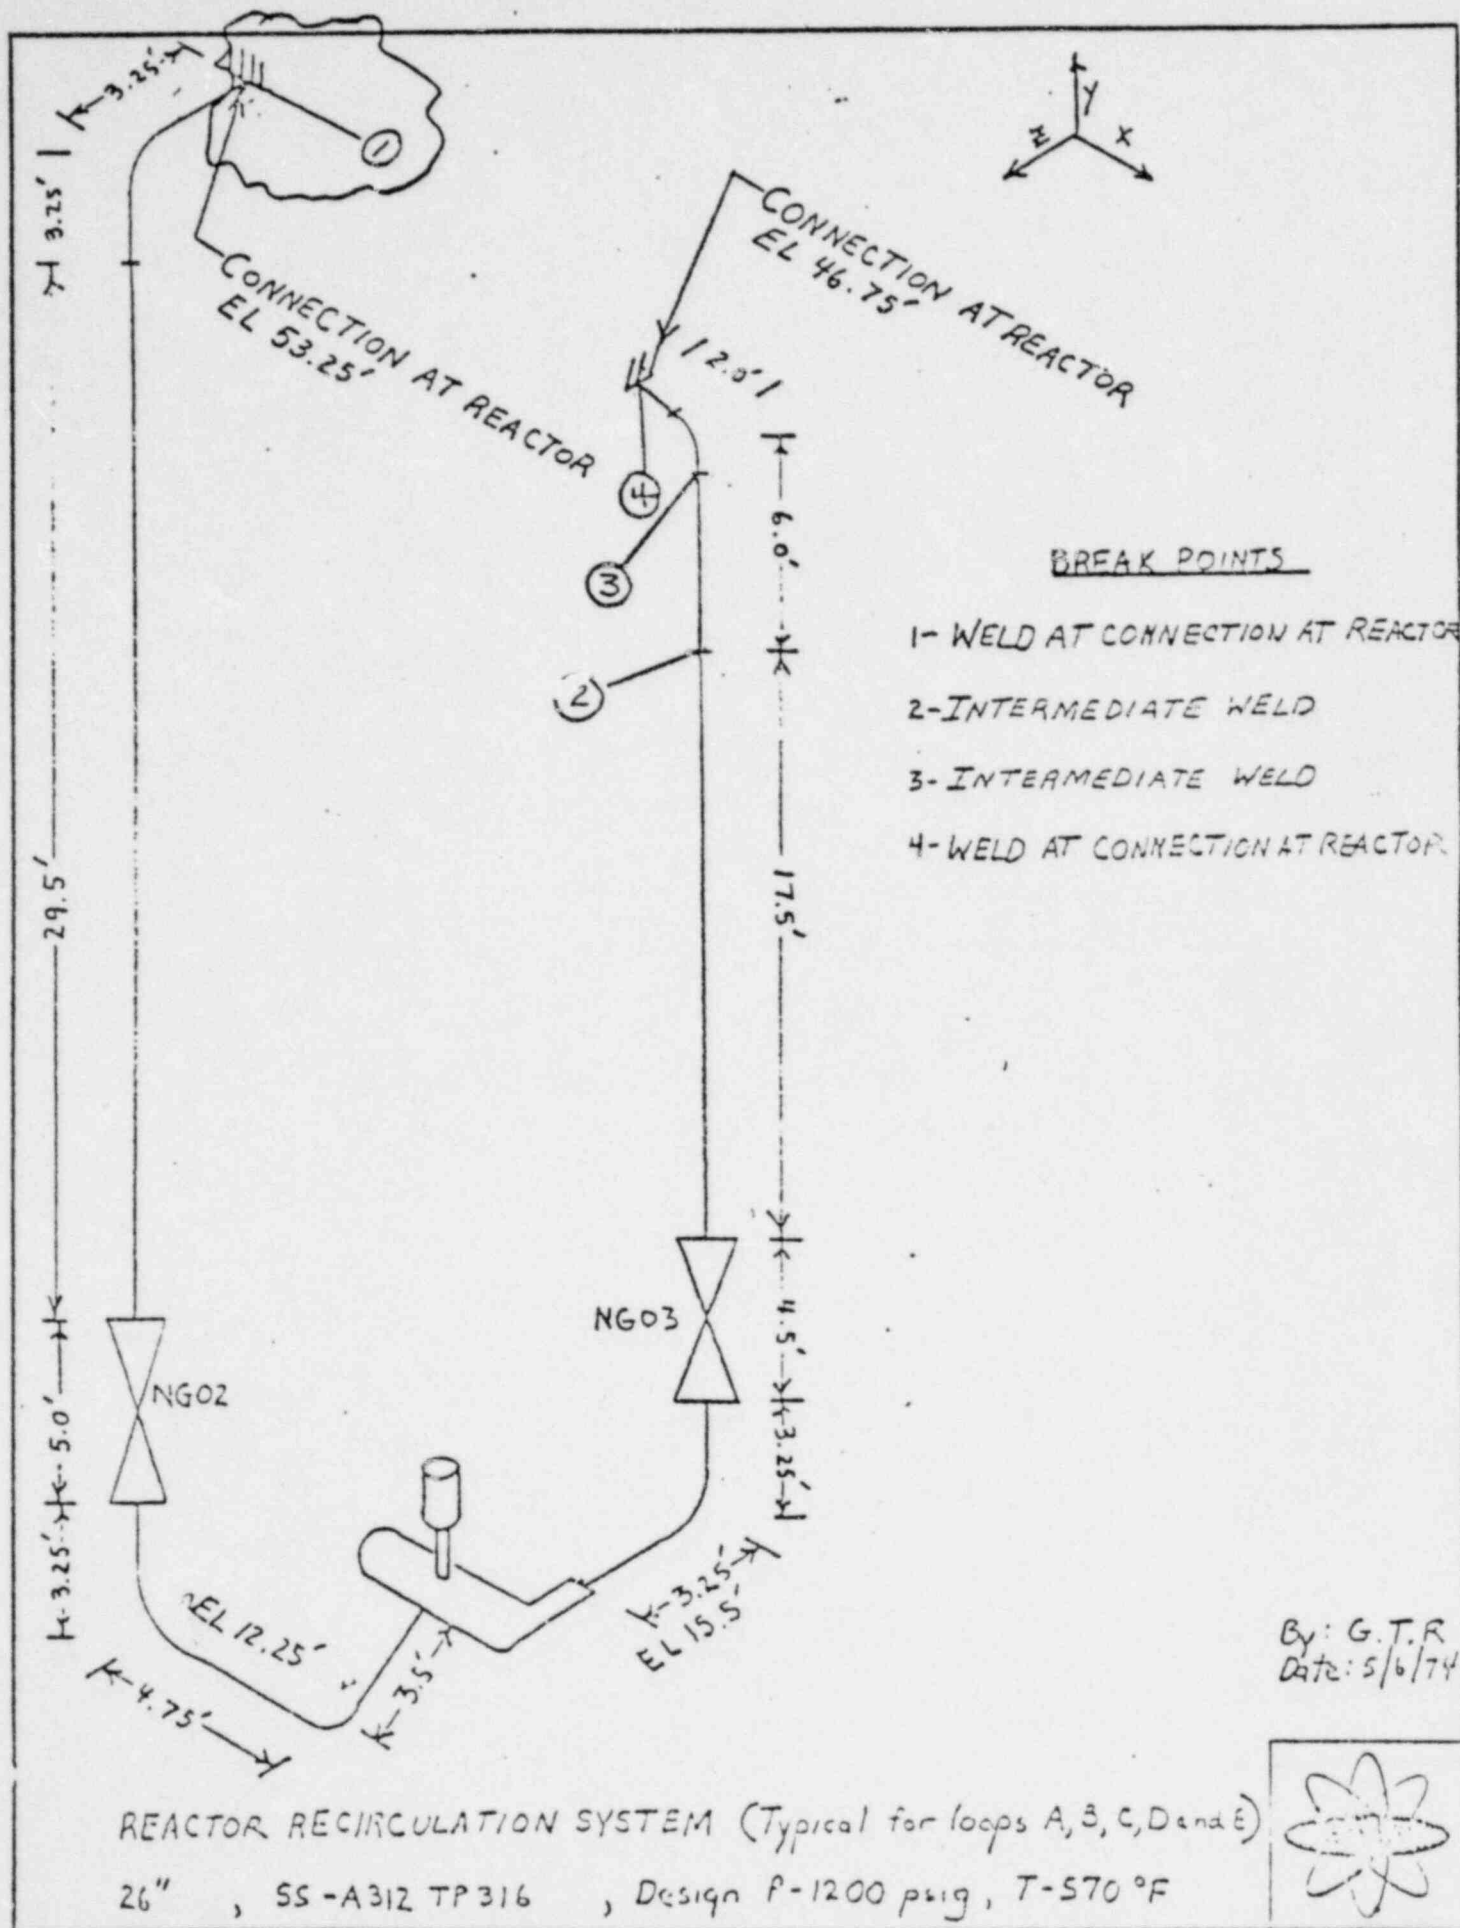 3.25'
3.25'
1
Y
Z
X
CONNECTION AT REACTOR
EL 53.25'
CONNECTION AT REACTOR
EL 46.75'
2.0'
4
6.0'
3
2
BREAK POINTS
1- WELD AT CONNECTION AT REACTOR
2- INTERMEDIATE WELD
3- INTERMEDIATE WELD
4- WELD AT CONNECTION AT REACTOR
29.5'
17.5'
NG03
4.5'
NG02
5.0'
3.25'
3.25'
EL 12.25'
3.25'
EL 15.5'
4.75'
3.5'
By: G.T.R
Date: 5/6/74
REACTOR RECIRCULATION SYSTEM (Typical for loops A, B, C, D and E)
26" , SS-A312 TP316 , Design P-1200 psig, T-570 °F